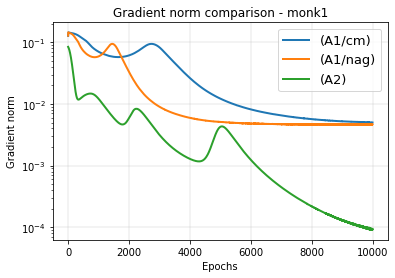 Gradient norm comparison - monk1
(A1/cm)
(A1/nag)
(A2)
Gradient norm
10⁻¹
10⁻²
10⁻³
10⁻⁴
0 2000 4000 6000 8000 10000
Epochs